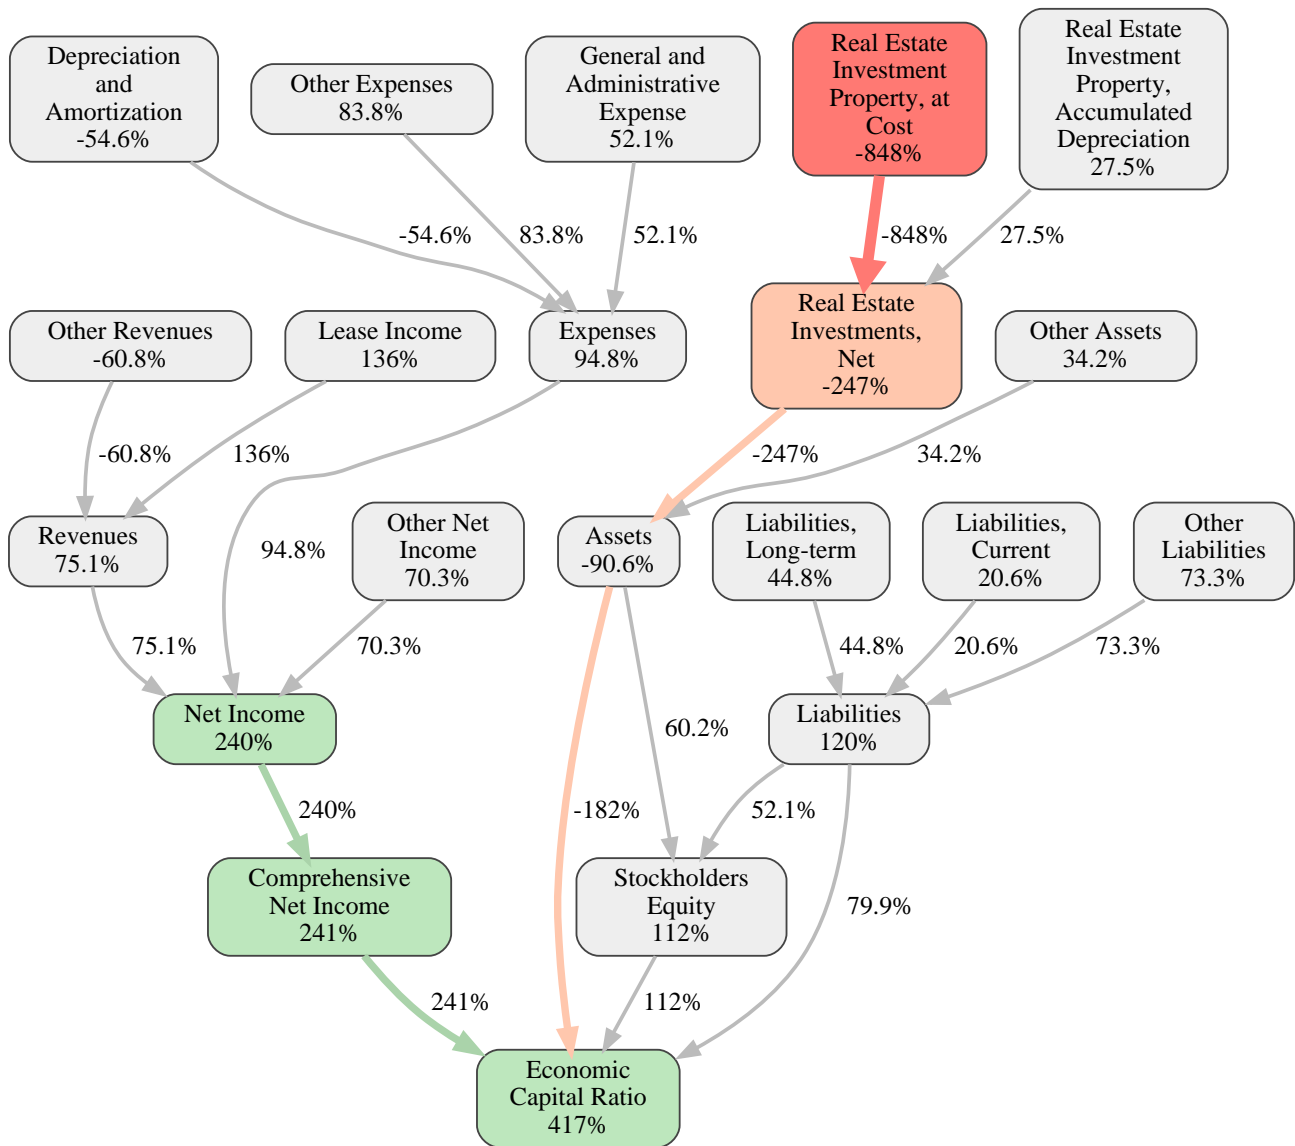 Depreciation
and
Amortization
-54.6%
Other Expenses
83.8%
General and
Administrative
Expense
52.1%
Real Estate
Investment
Property, at
Cost
-848%
Real Estate
Investment
Property,
Accumulated
Depreciation
27.5%
-54.6%
83.8%
52.1%
-848%
27.5%
Other Revenues
-60.8%
Lease Income
136%
Expenses
94.8%
Real Estate
Investments,
Net
-247%
Other Assets
34.2%
-60.8%
136%
-247%
34.2%
Revenues
75.1%
94.8%
Other Net
Income
70.3%
Assets
-90.6%
Liabilities,
Long-term
44.8%
Liabilities,
Current
20.6%
Other
Liabilities
73.3%
75.1%
70.3%
44.8%
20.6%
73.3%
Net Income
240%
60.2%
Liabilities
120%
240%
-182%
52.1%
Comprehensive
Net Income
241%
Stockholders
Equity
112%
79.9%
241%
112%
Economic
Capital Ratio
417%